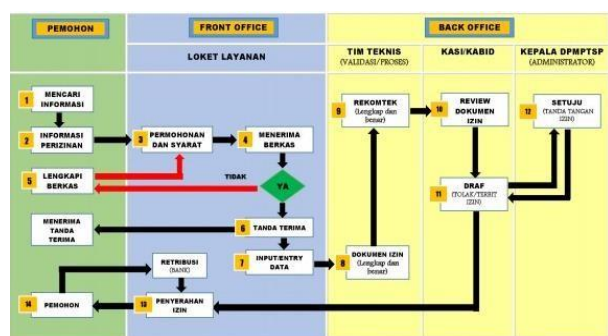 PEMOHON
FRONT OFFICE
BACK OFFICE
LOKET LAYANAN
TIM TEKNIS
(VALIDASI/PROSES)
KASI/KABID
KEPALA DPMPTSP
(ADMINISTRATOR)
1
MENCARI
INFORMASI
2
INFORMASI
PERIZINAN
3
PERMOHONAN
DAN SYARAT
4
MENERIMA
BERKAS
9
REKOMTEK
(Lengkap dan
benar)
10
REVIEW
DOKUMEN
IZIN
12
SETUJU
(TANDA TANGAN
IZIN)
5
LENGKAPI
BERKAS
TIDAK
YA
11
DRAF
(TOLAK/TERBIT
IZIN)
MENERIMA
TANDA
TERIMA
6
TANDA TERIMA
7
INPUT/ENTRY
DATA
8
DOKUMEN IZIN
(Lengkap dan
benar)
RETRIBUSI
(BANK)
14
PEMOHON
13
PENYERAHAN
IZIN